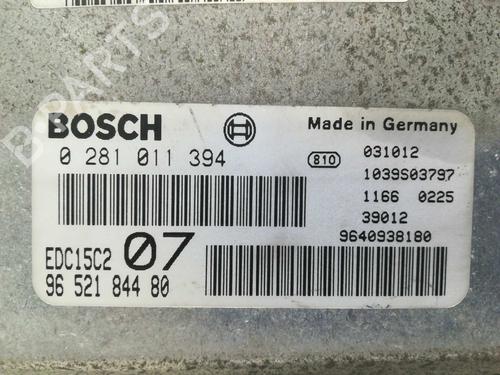 B-PARTS
BOSCH
Made in Germany
0 281 011 394
810
031012
1039S03797
1166 0225
39012
9640938180
EDC15C2
07
96 521 844 80